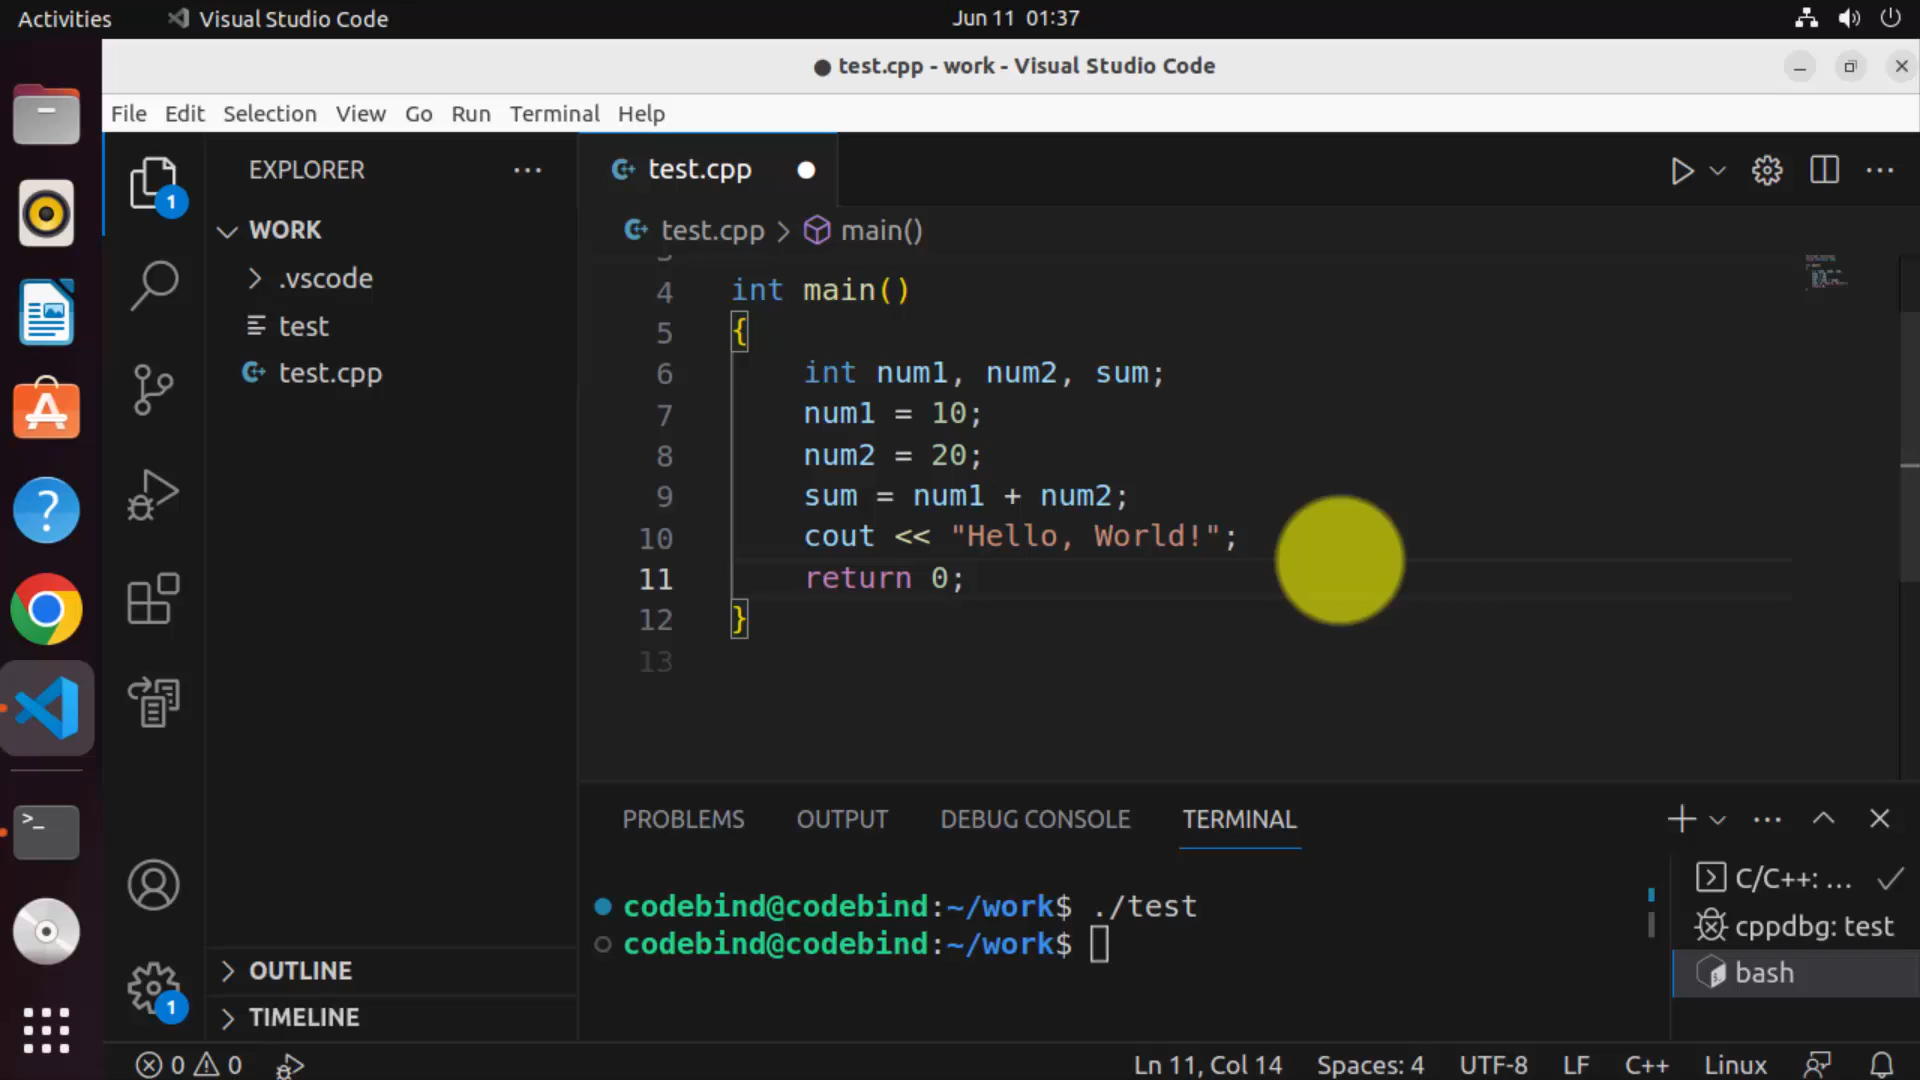 Activities Visual Studio Code Jun 11 01:37
● test.cpp - work - Visual Studio Code
File Edit Selection View Go Run Terminal Help
EXPLORER
1
WORK
.vscode
test
test.cpp
OUTLINE
TIMELINE
1
test.cpp
test.cpp > main()
4 int main()
5 {
6 int num1, num2, sum;
7 num1 = 10;
8 num2 = 20;
9 sum = num1 + num2;
10 cout << "Hello, World!";
11 return 0;
12 }
13
PROBLEMS OUTPUT DEBUG CONSOLE TERMINAL
codebind@codebind:~/work$ ./test
codebind@codebind:~/work$
C/C++: ...
cppdbg: test
bash
0 0 Ln 11, Col 14 Spaces: 4 UTF-8 LF C++ Linux